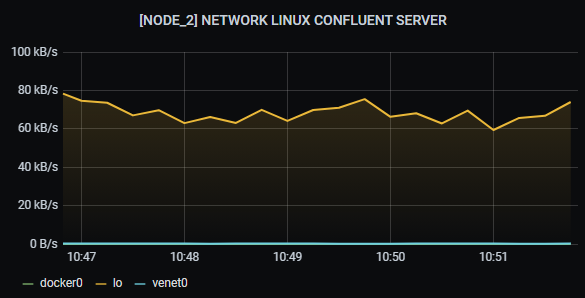 [NODE_2] NETWORK LINUX CONFLUENT SERVER
100 kB/s
80 kB/s
60 kB/s
40 kB/s
20 kB/s
0 B/s
10:47 10:48 10:49 10:50 10:51
docker0 lo venet0